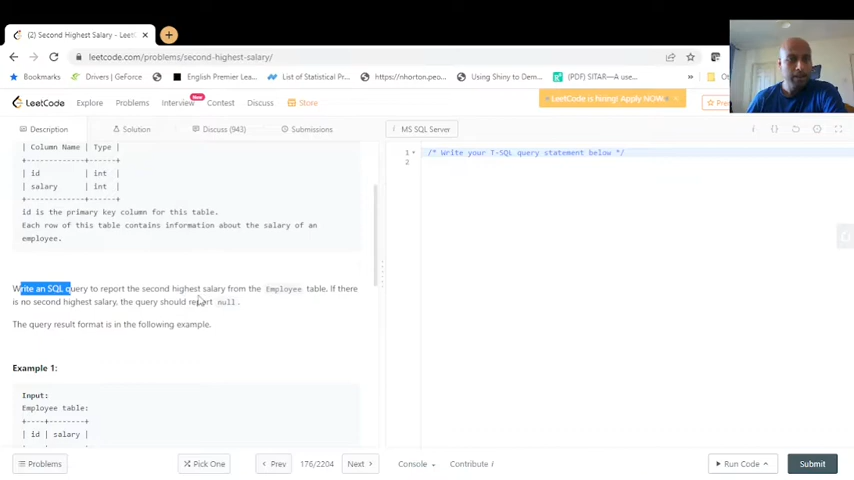 (2) Second Highest Salary - Leet
leetcode.com/problems/second-highest-salary/
Bookmarks Drivers | GeForce English Premier Lea... List of Statistical Pr... https://nhorton.peo... Using Shiny to Dem... (PDF) SITAR—A use... » Other
LeetCode Explore Problems Interview New Contest Discuss Store LeetCode is hiring! Apply NOW. × Pre
Description Solution Discuss (943) Submissions MS SQL Server
| Column Name | Type |
+-------------+------+
| id | int |
| salary | int |
+-------------+------+
id is the primary key column for this table.
Each row of this table contains information about the salary of an
employee.
Write an SQL query to report the second highest salary from the Employee table. If there
is no second highest salary, the query should report null.
The query result format is in the following example.
Example 1:
Input:
Employee table:
+----+--------+
| id | salary |
1 /* Write your T-SQL query statement below */
2
Problems Pick One Prev 176/2204 Next Console Contribute i Run Code Submit